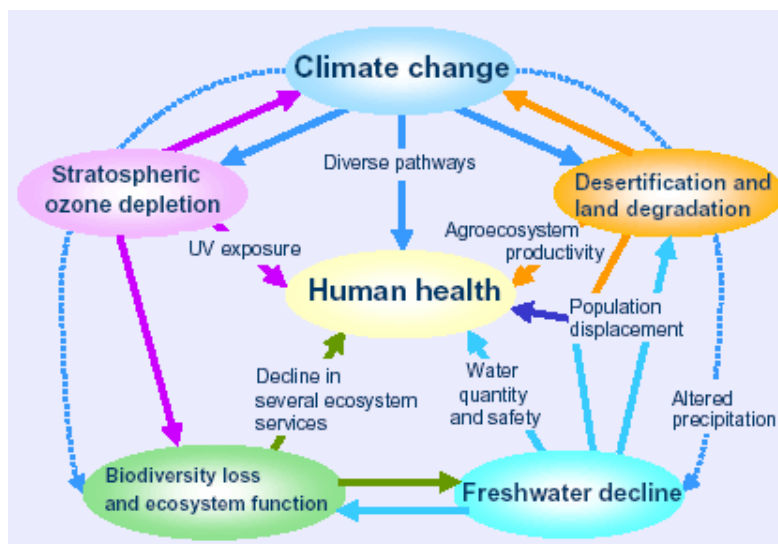 Climate change
Diverse pathways
Stratospheric
ozone depletion
Desertification and
land degradation
UV exposure
Agroecosystem
productivity
Human health
Population
displacement
Decline in
several ecosystem
services
Water
quantity
and safety
Altered
precipitation
Biodiversity loss
and ecosystem function
Freshwater decline